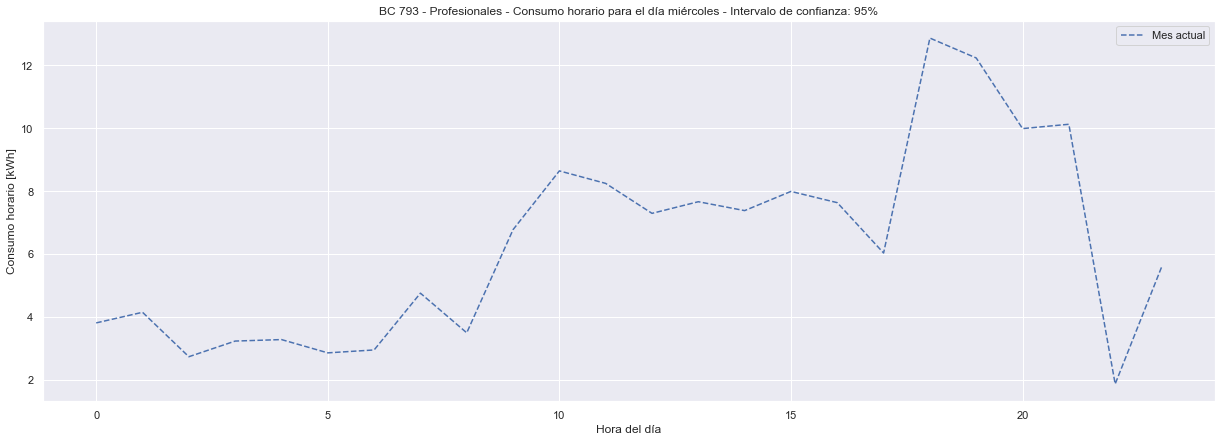 BC 793 - Profesionales - Consumo horario para el día miércoles - Intervalo de confianza: 95%
Mes actual
12
10
8
6
4
2
Consumo horario [kWh]
0 5 10 15 20
Hora del día